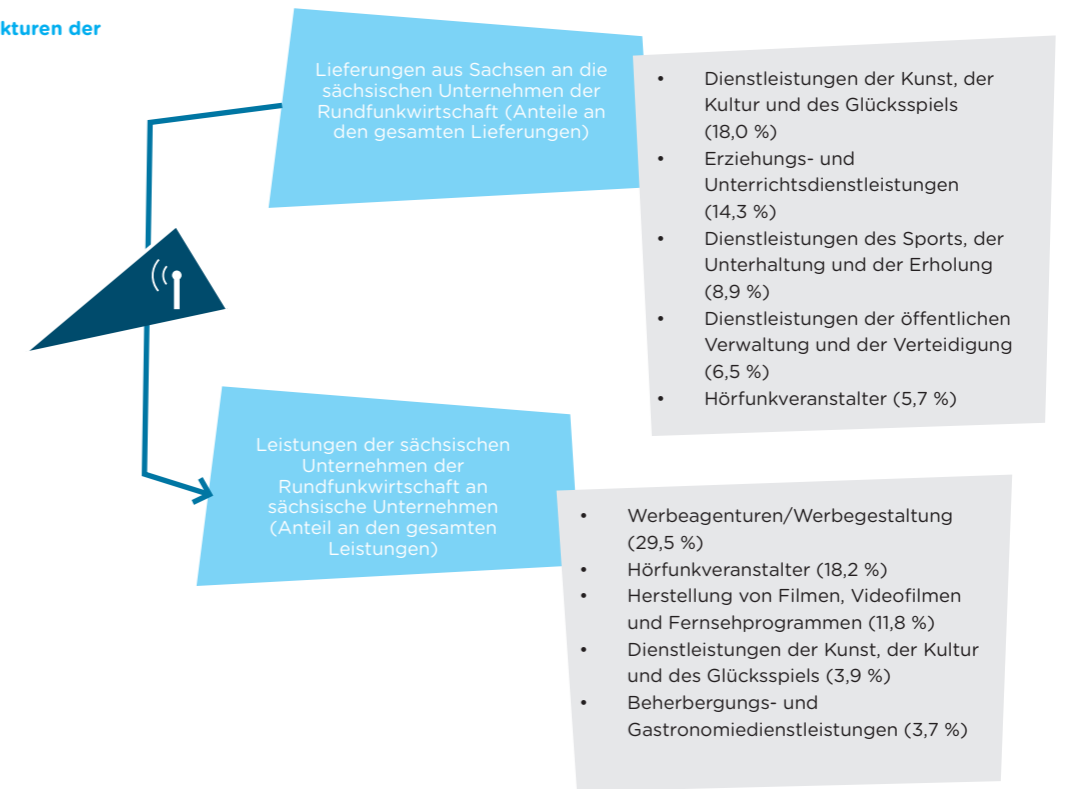 kturen der
Lieferungen aus Sachsen an die
sächsischen Unternehmen der
Rundfunkwirtschaft (Anteile an
den gesamten Lieferungen)
• Dienstleistungen der Kunst, der
Kultur und des Glücksspiels
(18,0 %)
• Erziehungs- und
Unterrichtsdienstleistungen
(14,3 %)
• Dienstleistungen des Sports, der
Unterhaltung und der Erholung
(8,9 %)
• Dienstleistungen der öffentlichen
Verwaltung und der Verteidigung
(6,5 %)
• Hörfunkveranstalter (5,7 %)
Leistungen der sächsischen
Unternehmen der
Rundfunkwirtschaft an
sächsische Unternehmen
(Anteil an den gesamten
Leistungen)
• Werbeagenturen/Werbegestaltung
(29,5 %)
• Hörfunkveranstalter (18,2 %)
• Herstellung von Filmen, Videofilmen
und Fernsehprogrammen (11,8 %)
• Dienstleistungen der Kunst, der Kultur
und des Glücksspiels (3,9 %)
• Beherbergungs- und
Gastronomiedienstleistungen (3,7 %)